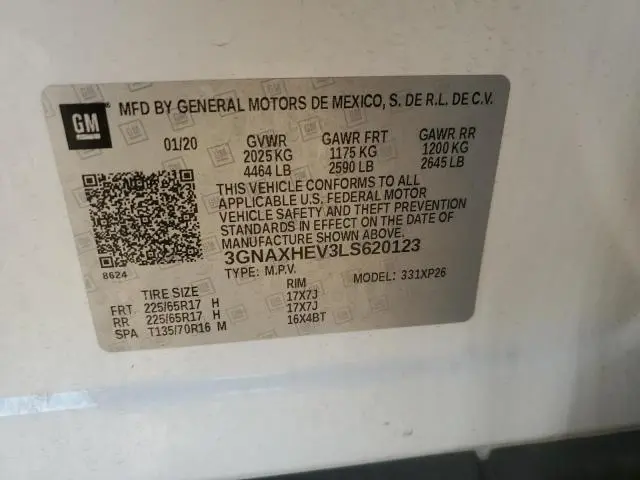 GM
MFD BY GENERAL MOTORS DE MEXICO, S. DE R.L. DE C.V.
01/20 GVWR GAWR FRT GAWR RR
2025 KG 1175 KG 1200 KG
4464 LB 2590 LB 2645 LB
THIS VEHICLE CONFORMS TO ALL
APPLICABLE U.S. FEDERAL MOTOR
VEHICLE SAFETY AND THEFT PREVENTION
STANDARDS IN EFFECT ON THE DATE OF
MANUFACTURE SHOWN ABOVE.
3GNAXHEV3LS620123
8624
TYPE: M.P.V. MODEL: 331XP26
TIRE SIZE RIM
FRT 225/65R17 H 17X7J
RR 225/65R17 H 17X7J
SPA T135/70R16 M 16X4BT